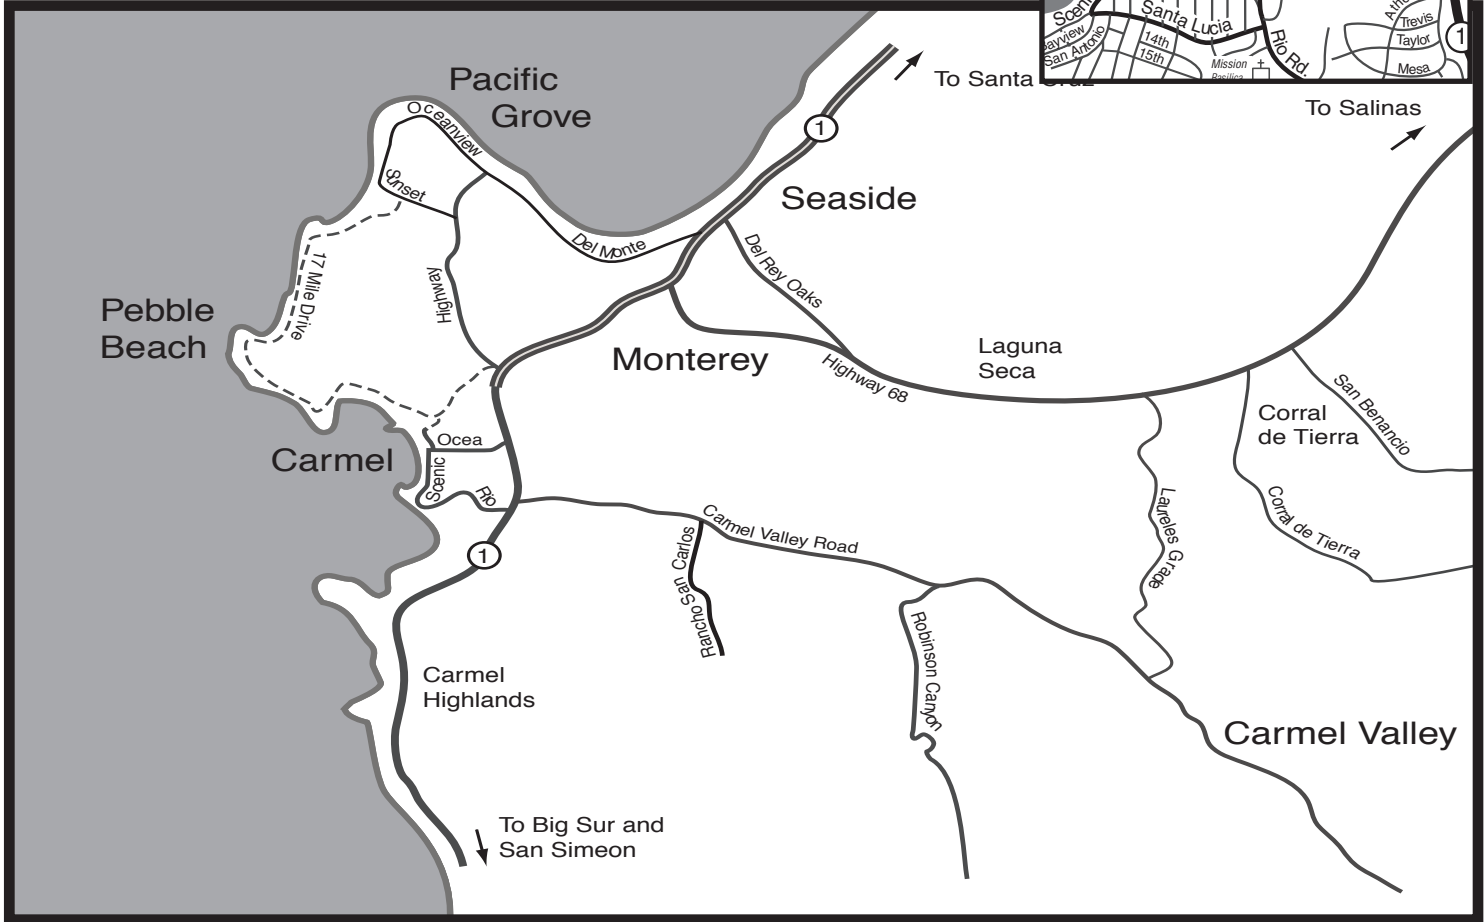 Santa Lucia
14th
15th
San Antonio
Mission
Rio Rd.
Trevis
Taylor
Mesa
1
Pacific
Grove
To Santa
To Salinas
1
Oceanview
Sunset
Seaside
Del Monte
Del Rey Oaks
17 Mile Drive
Highway
Pebble
Beach
Monterey
Highway 68
Laguna
Seca
San Benancio
Corral
de Tierra
Carmel
Ocea
Scenic
Rio
Carmel Valley Road
Laureles Grade
Corral de Tierra
1
Rancho San Carlos
Robinson Canyon
Carmel
Highlands
Carmel Valley
To Big Sur and
San Simeon